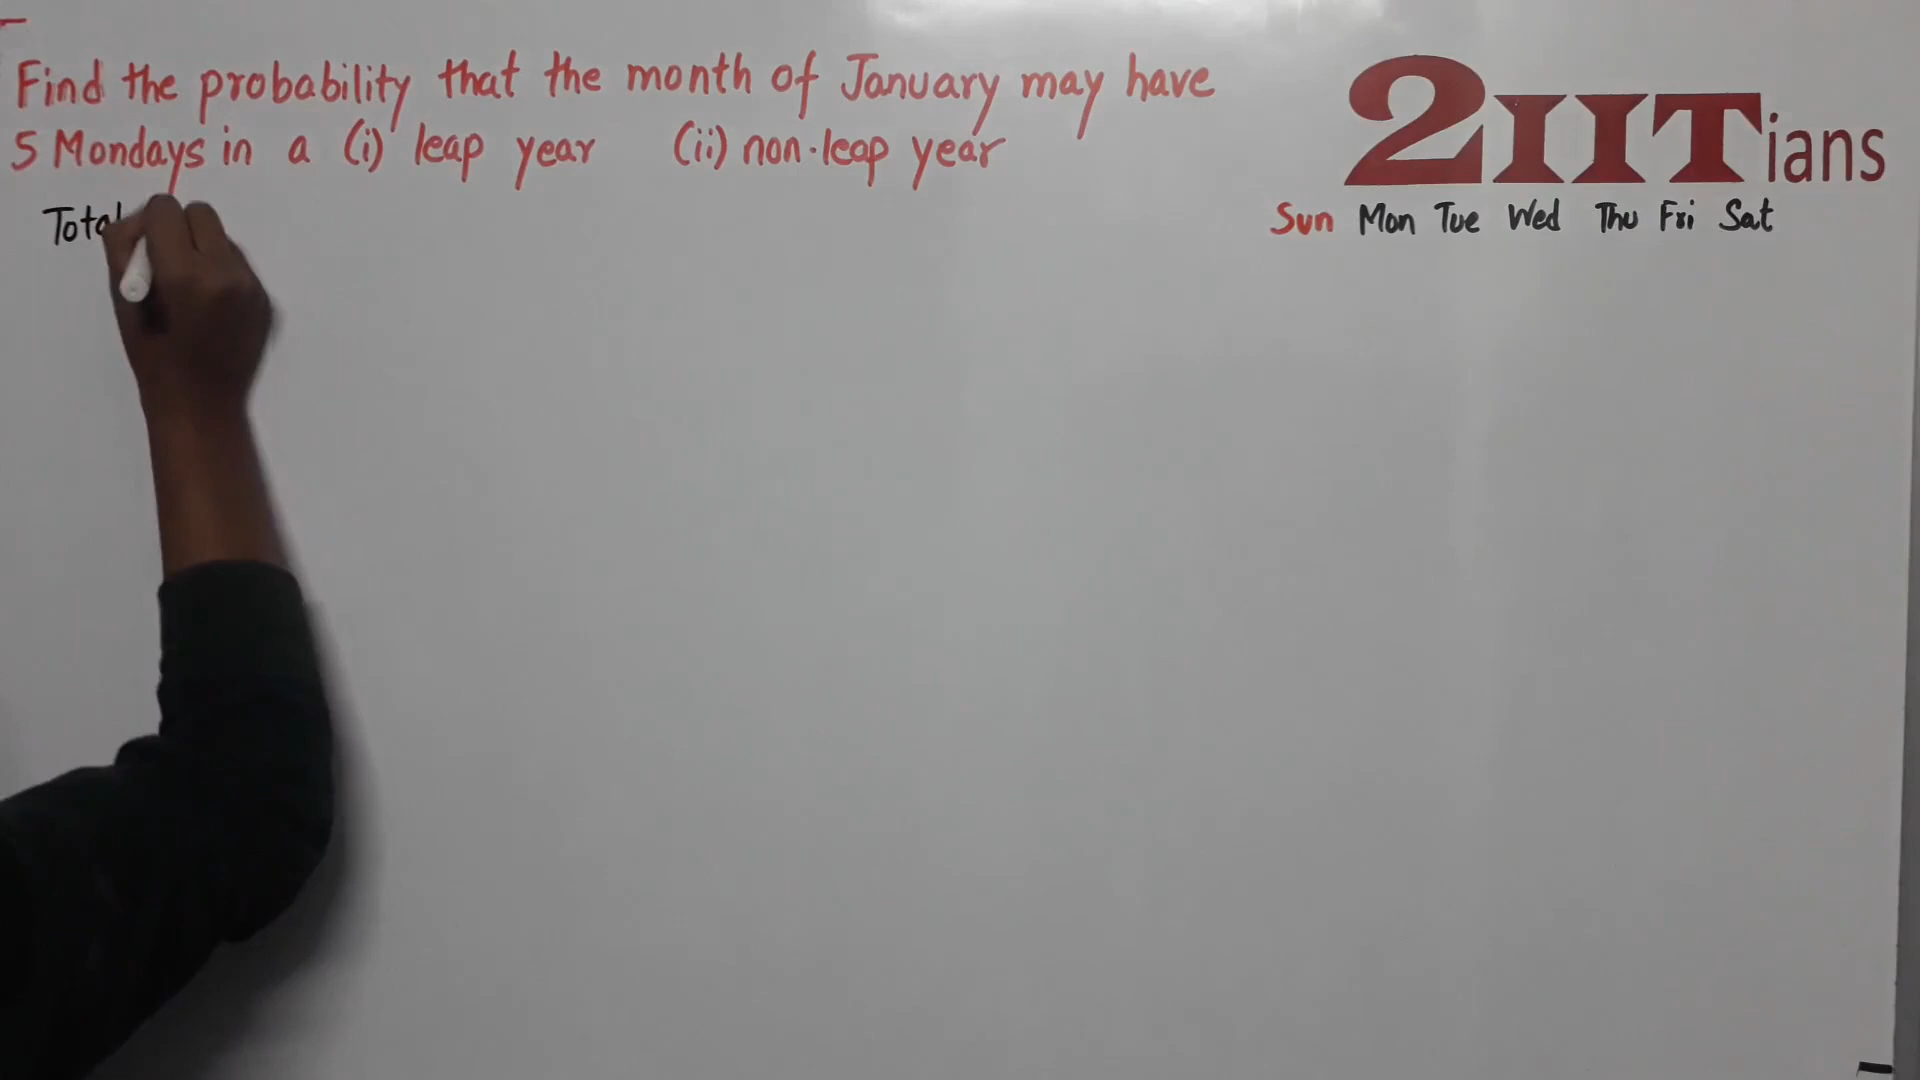 Find the probability that the month of January may have
5 Mondays in a (i) leap year (ii) non-leap year
2IITians
Sun Mon Tue Wed Thu Fri Sat